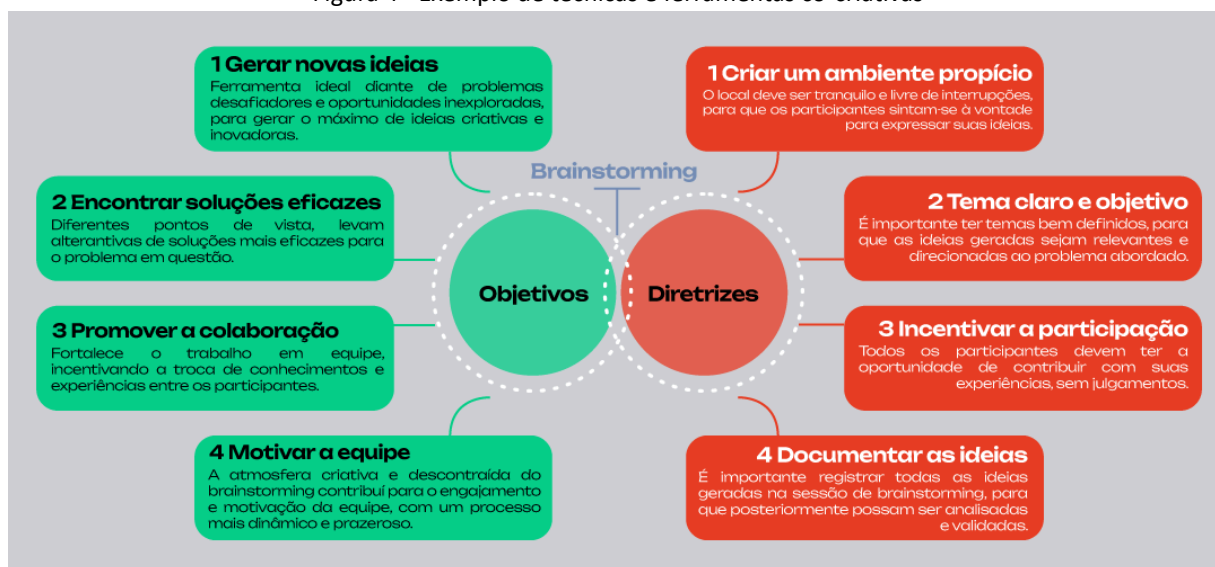 1 Gerar novas ideias
Ferramenta ideal diante de problemas
desafiadores e oportunidades inexploradas,
para gerar o máximo de ideias criativas e
inovadoras.
2 Encontrar soluções eficazes
Diferentes pontos de vista, levam
alterantivas de soluções mais eficazes para
o problema em questão.
3 Promover a colaboração
Fortalece o trabalho em equipe,
incentivando a troca de conhecimentos e
experiências entre os participantes.
4 Motivar a equipe
A atmosfera criativa e descontraída do
brainstorming contribuí para o engajamento
e motivação da equipe, com um processo
mais dinâmico e prazeroso.
Brainstorming
Objetivos
Diretrizes
1 Criar um ambiente propício
O local deve ser tranquilo e livre de interrupções,
para que os participantes sintam-se à vontade
para expressar suas ideias.
2 Tema claro e objetivo
É importante ter temas bem definidos, para
que as ideias geradas sejam relevantes e
direcionadas ao problema abordado.
3 Incentivar a participação
Todos os participantes devem ter a
oportunidade de contribuir com suas
experiências, sem julgamentos.
4 Documentar as ideias
É importante registrar todas as ideias
geradas na sessão de brainstorming, para
que posteriormente possam ser analisadas
e validadas.